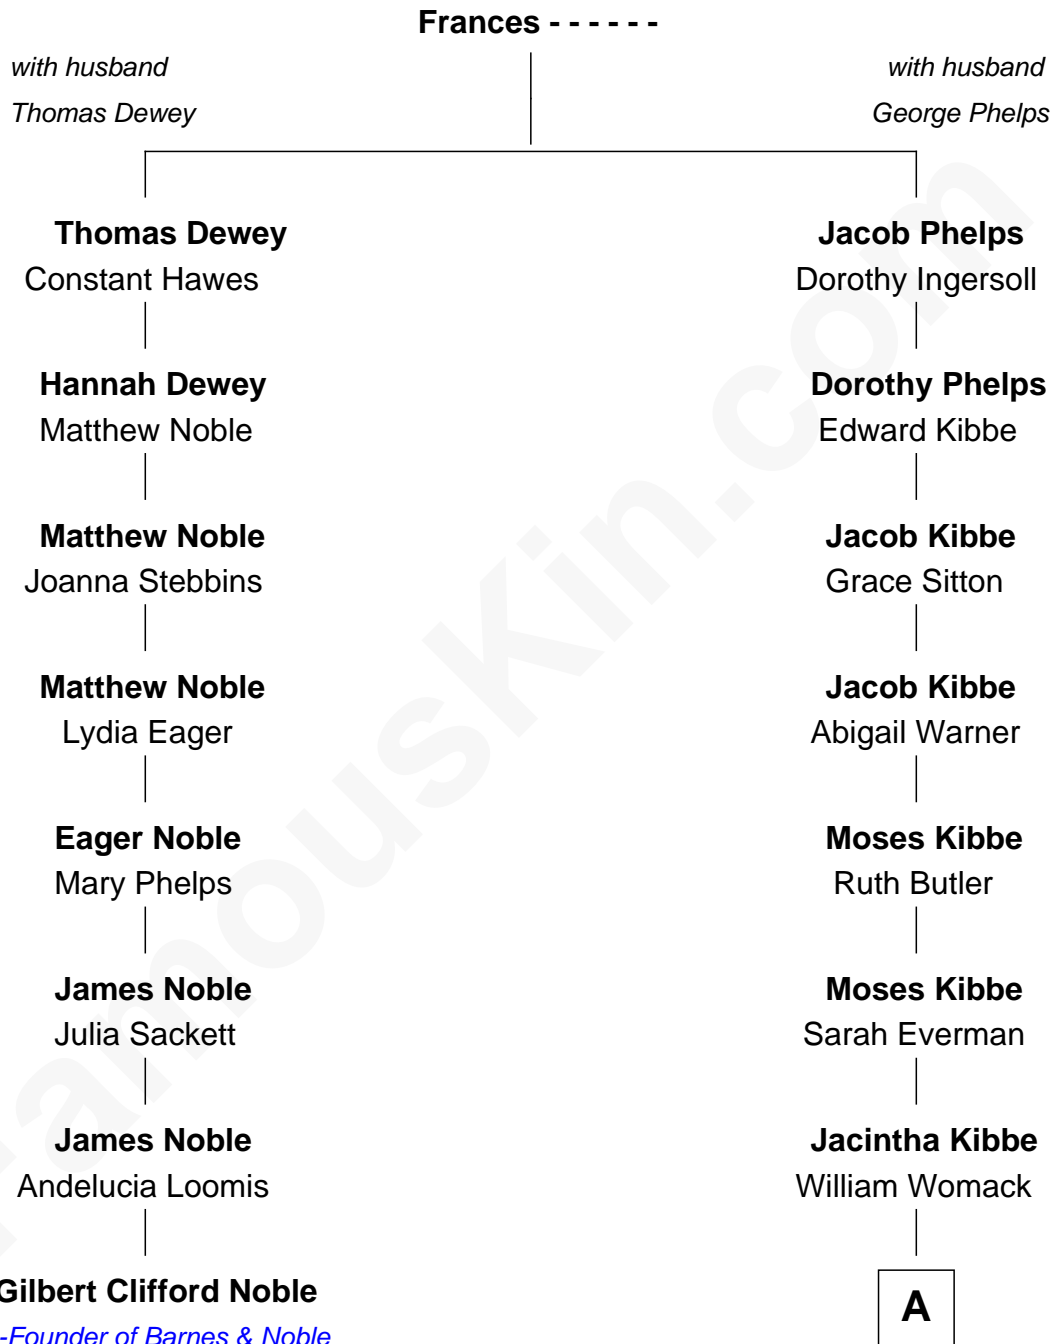 Frances - - - - - -
with husband
Thomas Dewey
with husband
George Phelps
Thomas Dewey
Constant Hawes
Jacob Phelps
Dorothy Ingersoll
Hannah Dewey
Matthew Noble
Dorothy Phelps
Edward Kibbe
Matthew Noble
Joanna Stebbins
Jacob Kibbe
Grace Sitton
Matthew Noble
Lydia Eager
Jacob Kibbe
Abigail Warner
Eager Noble
Mary Phelps
Moses Kibbe
Ruth Butler
James Noble
Julia Sackett
Moses Kibbe
Sarah Everman
James Noble
Andelucia Loomis
Jacintha Kibbe
William Womack
Gilbert Clifford Noble
-Founder of Barnes & Noble
A
FamousKin.com